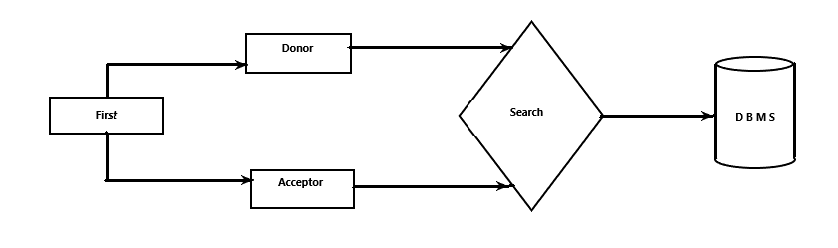 Donor
First
Search
D B M S
Acceptor